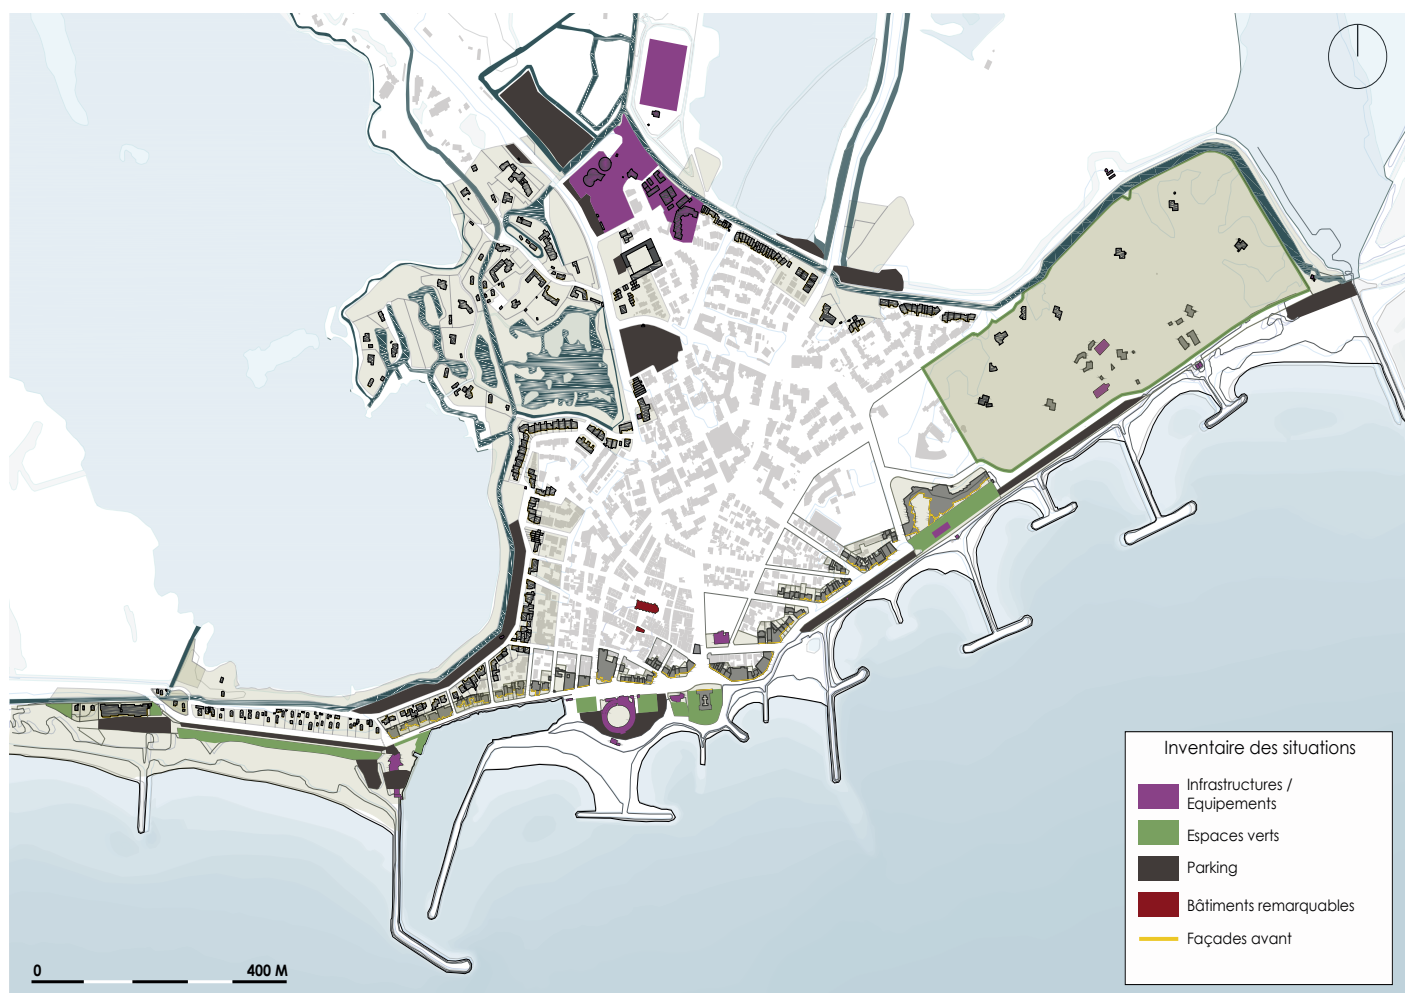 Inventaire des situations
Infrastructures /
Equipements
Espaces verts
Parking
Bâtiments remarquables
Façades avant
0 400 M